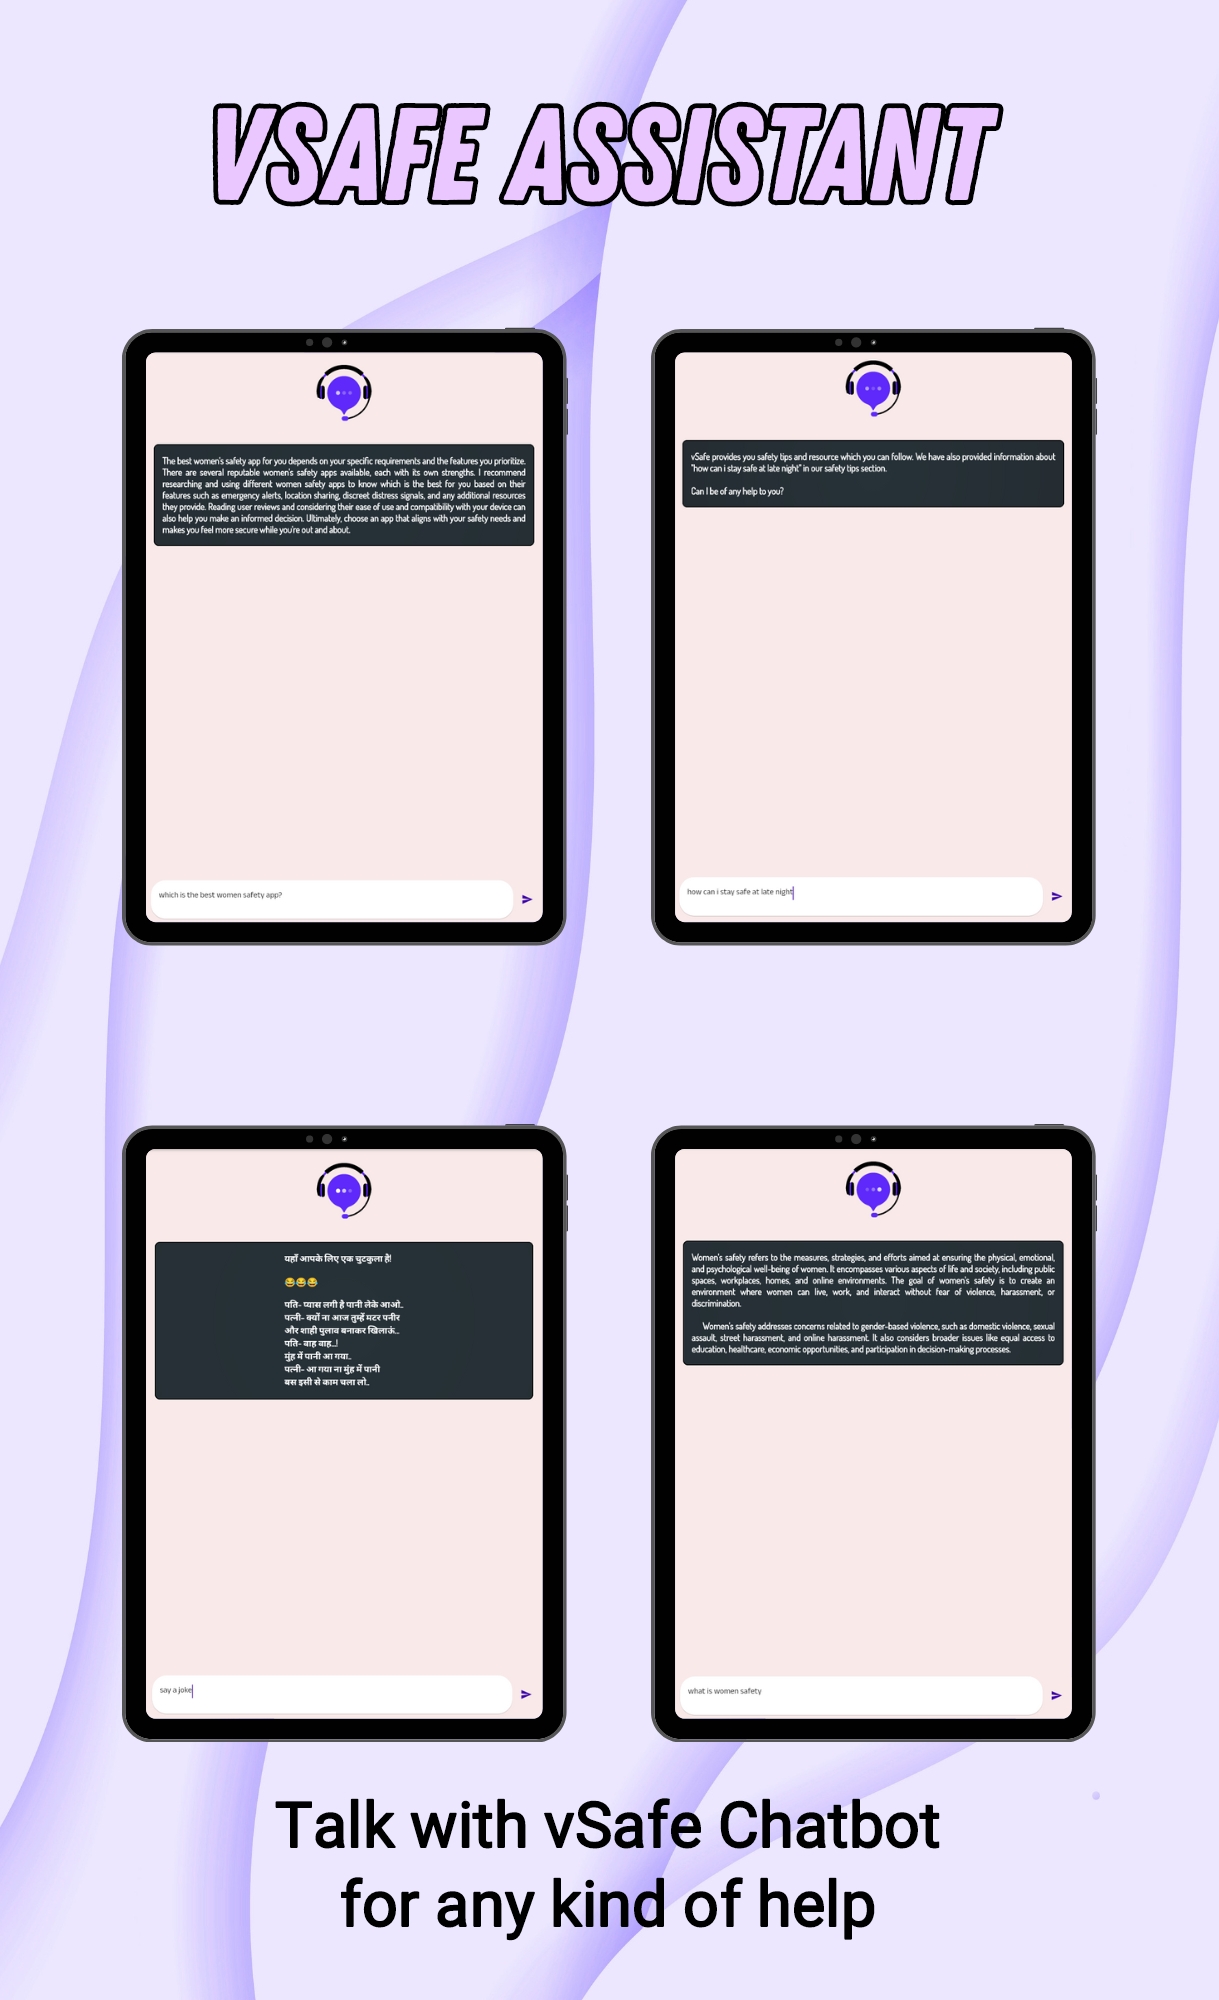 VSAFE ASSISTANT
The best women's safety app for you depends on your specific requirements and the features you prioritize.
There are several reputable women's safety apps available, each with its own strengths. I recommend
researching and using different women safety apps to know which is the best for you based on their
features such as emergency alerts, location sharing, discreet distress signals, and any additional resources
they provide. Reading user reviews and considering their ease of use and compatibility with your device can
also help you make an informed decision. Ultimately, choose an app that aligns with your safety needs and
makes you feel more secure while you're out and about.
which is the best women safety app?
vSafe provides you safety tips and resource which you can follow. We have also provided information about
"how can i stay safe at late night" in our safety tips section.
Can I be of any help to you?
how can i stay safe at late night
यहाँ आपके लिए एक चुटकुला है!
😂😂😂
पति- प्यास लगी है पानी लेके आओ..
पत्नी- क्यों ना आज तुम्हें मटर पनीर
और शाही पुलाव बनाकर खिलाऊं...
पति- वाह वाह..!
मुंह में पानी आ गया..
पत्नी- आ गया ना मुंह में पानी
बस इसी से काम चला लो..
say a joke
Women's safety refers to the measures, strategies, and efforts aimed at ensuring the physical, emotional,
and psychological well-being of women. It encompasses various aspects of life and society, including public
spaces, workplaces, homes, and online environments. The goal of women's safety is to create an
environment where women can live, work, and interact without fear of violence, harassment, or
discrimination.
Women's safety addresses concerns related to gender-based violence, such as domestic violence, sexual
assault, street harassment, and online harassment. It also considers broader issues like equal access to
education, healthcare, economic opportunities, and participation in decision-making processes.
what is women safety
Talk with vSafe Chatbot
for any kind of help